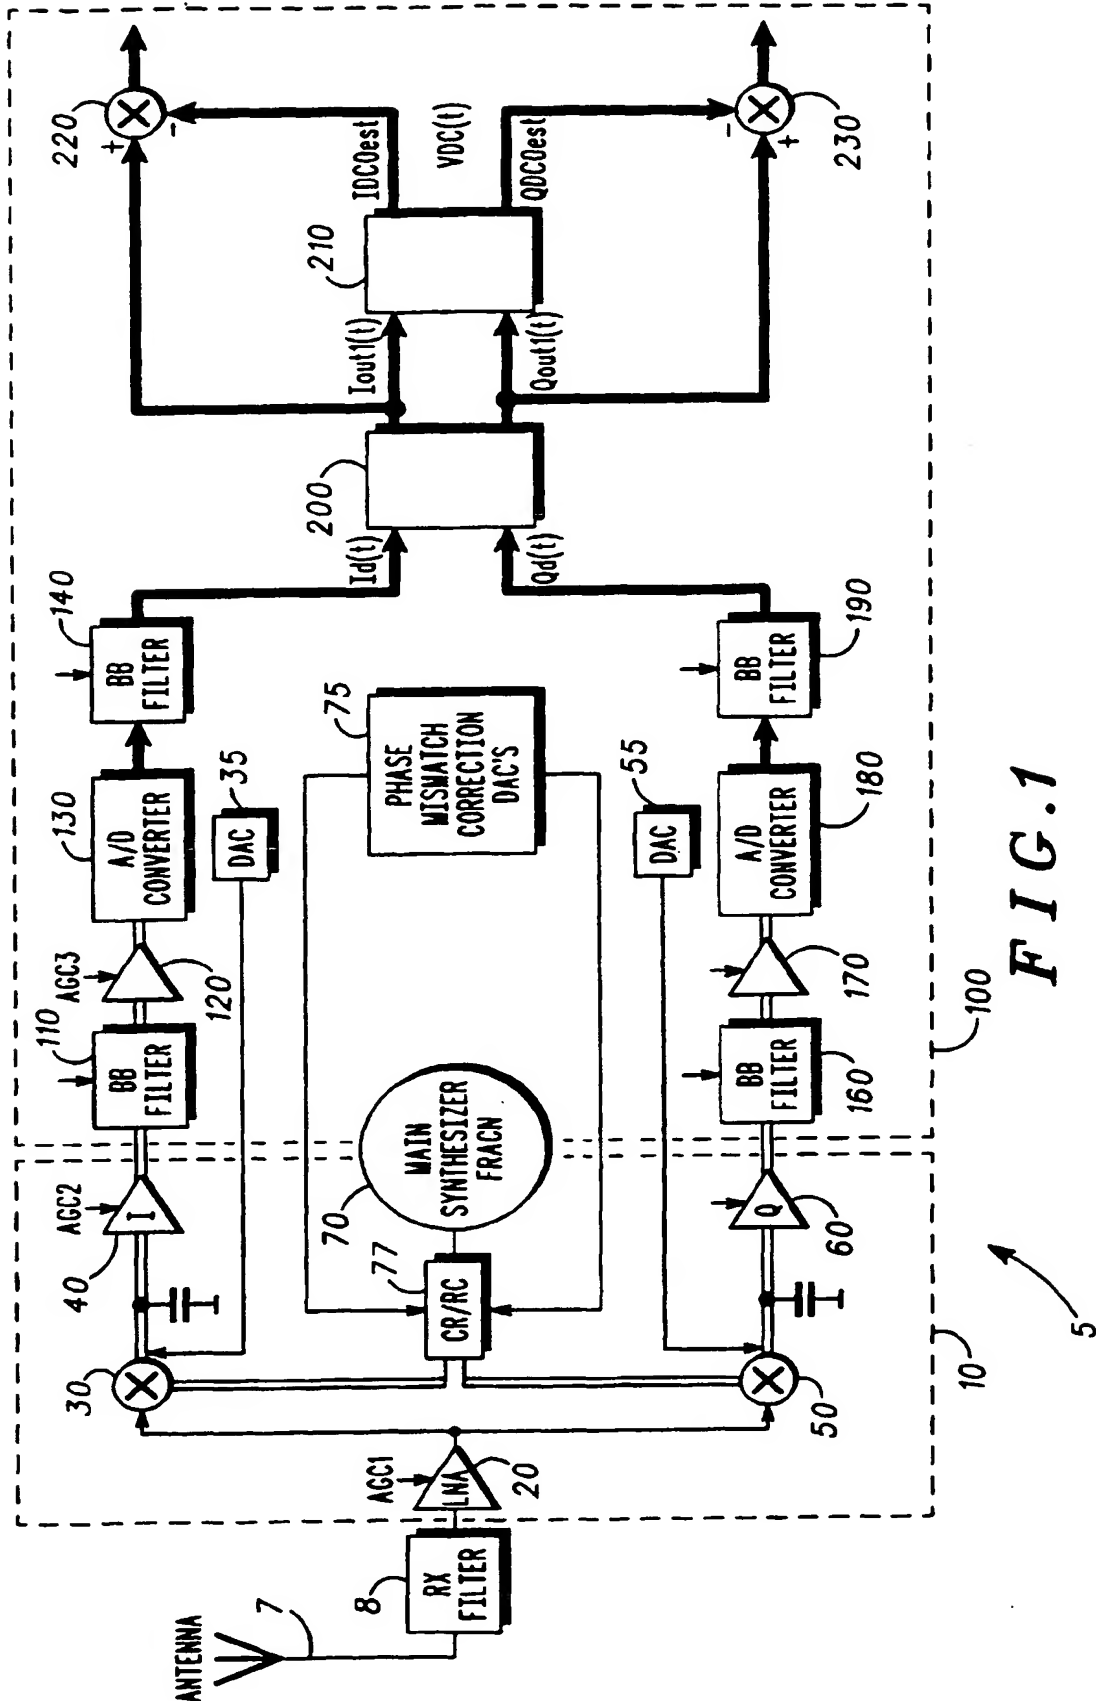 ANTENNA
7
8
RX
FILTER
AGC1
LNA
20
30
50
40
AGC2
I
Q
60
77
CR/RC
70
MAIN
SYNTHESIZER
FRACN
10
5
110
BB
FILTER
AGC3
120
130
A/D
CONVERTER
140
BB
FILTER
DAC
35
75
PHASE
MISMATCH
CORRECTION
DAC'S
55
DAC
BB
FILTER
160
170
A/D
CONVERTER
180
BB
FILTER
190
100
Id(t)
Qd(t)
200
Iout1(t)
Qout1(t)
210
IDCOest
VDC(t)
QDCOest
220
+
-
-
+
230
FIG.1